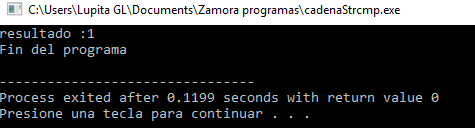 C:\Users\Lupita GL\Documents\Zamora programas\cadenaStrcmp.exe
resultado :1
Fin del programa
--------------------------------
Process exited after 0.1199 seconds with return value 0
Presione una tecla para continuar . . .